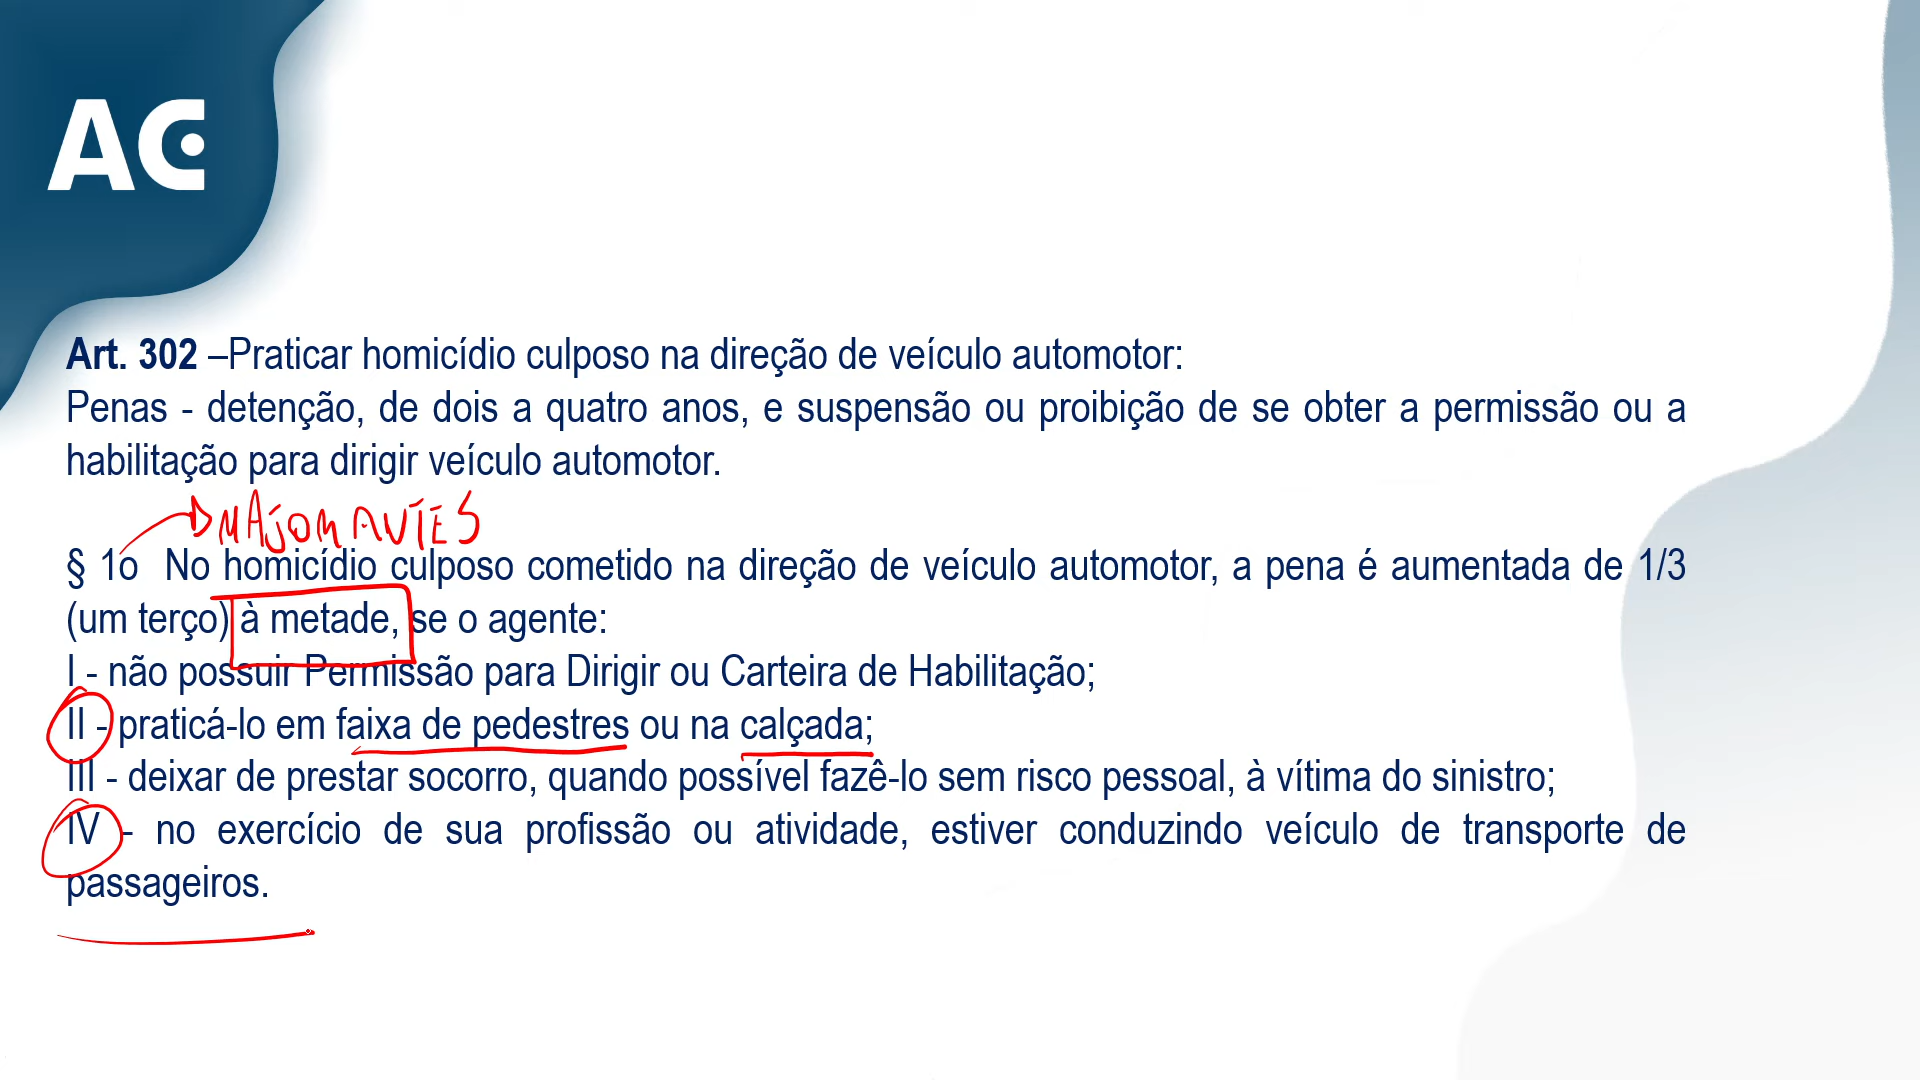 AC
Art. 302 –Praticar homicídio culposo na direção de veículo automotor:
Penas - detenção, de dois a quatro anos, e suspensão ou proibição de se obter a permissão ou a
habilitação para dirigir veículo automotor.
MAJORANTES
§ 1o No homicídio culposo cometido na direção de veículo automotor, a pena é aumentada de 1/3
(um terço) à metade, se o agente:
I - não possuir Permissão para Dirigir ou Carteira de Habilitação;
II - praticá-lo em faixa de pedestres ou na calçada;
III - deixar de prestar socorro, quando possível fazê-lo sem risco pessoal, à vítima do sinistro;
IV - no exercício de sua profissão ou atividade, estiver conduzindo veículo de transporte de
passageiros.